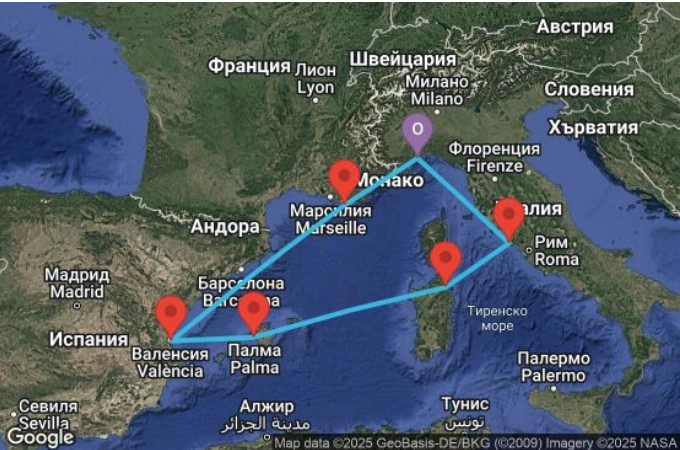 Австрия
Швейцария
Франция
Лион
Lyon
Милано
Milano
Словения
Хърватия
O
Флоренция
Firenze
Монако
Марсилия
Marseille
Италия
Андора
Рим
Roma
Барселона
Barcelona
Мадрид
Madrid
Тиренско
море
Испания
Валенсия
València
Палма
Palma
Палермо
Palermo
Севиля
Sevilla
Алжир
مدينة الجزائر
Тунис
تونس
Google
Map data ©2025 GeoBasis-DE/BKG (©2009) Imagery ©2025 NASA